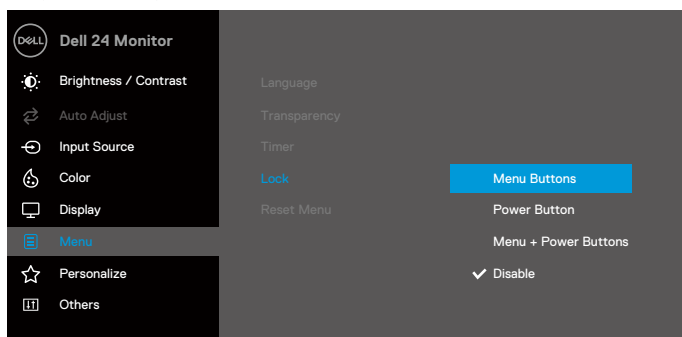 DELL
Dell 24 Monitor
Brightness / Contrast
Auto Adjust
Input Source
Color
Display
Menu
Personalize
Others
Language
Transparency
Timer
Lock
Reset Menu
Menu Buttons
Power Button
Menu + Power Buttons
Disable